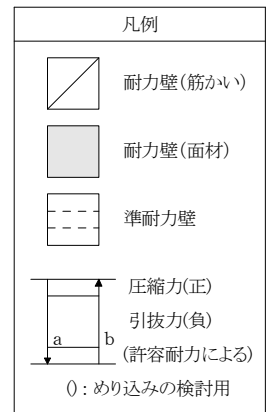 凡例
耐力壁(筋かい)
耐力壁(面材)
準耐力壁
圧縮力(正)
引抜力(負)
a b
(許容耐力による)
() : めり込みの検討用